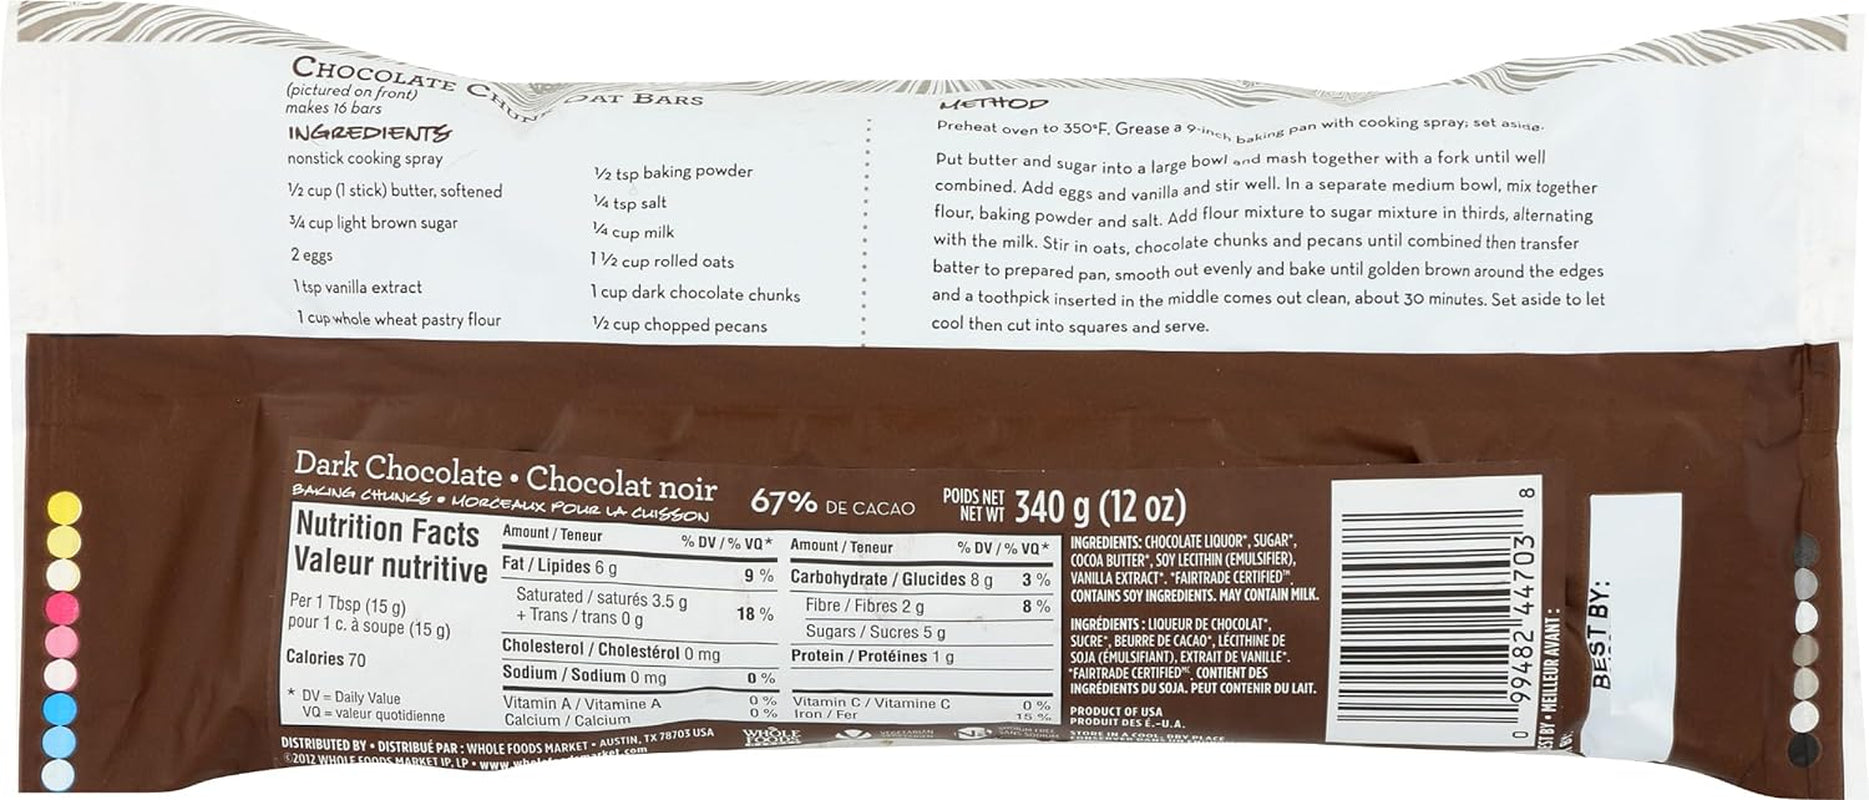 CHOCOLATE CHUNK OAT BARS
(pictured on front)
makes 16 bars
INGREDIENTS
nonstick cooking spray
½ cup (1 stick) butter, softened
¾ cup light brown sugar
2 eggs
1 tsp vanilla extract
1 cup whole wheat pastry flour
½ tsp baking powder
¼ tsp salt
¼ cup milk
1 ½ cup rolled oats
1 cup dark chocolate chunks
½ cup chopped pecans
METHOD
Preheat oven to 350°F. Grease a 9-inch baking pan with cooking spray; set aside.
Put butter and sugar into a large bowl and mash together with a fork until well
combined. Add eggs and vanilla and stir well. In a separate medium bowl, mix together
flour, baking powder and salt. Add flour mixture to sugar mixture in thirds, alternating
with the milk. Stir in oats, chocolate chunks and pecans until combined then transfer
batter to prepared pan, smooth out evenly and bake until golden brown around the edges
and a toothpick inserted in the middle comes out clean, about 30 minutes. Set aside to let
cool then cut into squares and serve.
Dark Chocolate • Chocolat noir
BAKING CHUNKS • MORCEAUX POUR LA CUISSON
67% DE CACAO
POIDS NET
NET WT
340 g (12 oz)
Nutrition Facts
Valeur nutritive
Per 1 Tbsp (15 g)
pour 1 c. à soupe (15 g)
Calories 70
* DV = Daily Value
VQ = valeur quotidienne
Amount / Teneur % DV / % VQ*
Fat / Lipides 6 g 9 %
Saturated / saturés 3.5 g
+ Trans / trans 0 g 18 %
Cholesterol / Cholestérol 0 mg
Sodium / Sodium 0 mg 0 %
Vitamin A / Vitamine A 0 %
Calcium / Calcium 0 %
Amount / Teneur % DV / % VQ*
Carbohydrate / Glucides 8 g 3 %
Fibre / Fibres 2 g 8 %
Sugars / Sucres 5 g
Protein / Protéines 1 g
Vitamin C / Vitamine C 0 %
Iron / Fer 15 %
INGREDIENTS: CHOCOLATE LIQUOR*, SUGAR*,
COCOA BUTTER*, SOY LECITHIN (EMULSIFIER),
VANILLA EXTRACT*. *FAIRTRADE CERTIFIED™.
CONTAINS SOY INGREDIENTS. MAY CONTAIN MILK.
INGRÉDIENTS : LIQUEUR DE CHOCOLAT*,
SUCRE*, BEURRE DE CACAO*, LÉCITHINE DE
SOJA (ÉMULSIFIANT), EXTRAIT DE VANILLE*.
*FAIRTRADE CERTIFIED™. CONTIENT DES
INGRÉDIENTS DU SOJA. PEUT CONTENIR DU LAIT.
PRODUCT OF USA
PRODUIT DES É.-U.A.
STORE IN A COOL, DRY PLACE
DISTRIBUTED BY • DISTRIBUÉ PAR : WHOLE FOODS MARKET • AUSTIN, TX 78703 USA
©2012 WHOLE FOODS MARKET IP, LP • www.wholefoodsmarket.com
WHOLE
FOODS
0 99482 44703 8
BEST BY • MEILLEUR AVANT :
BEST BY: